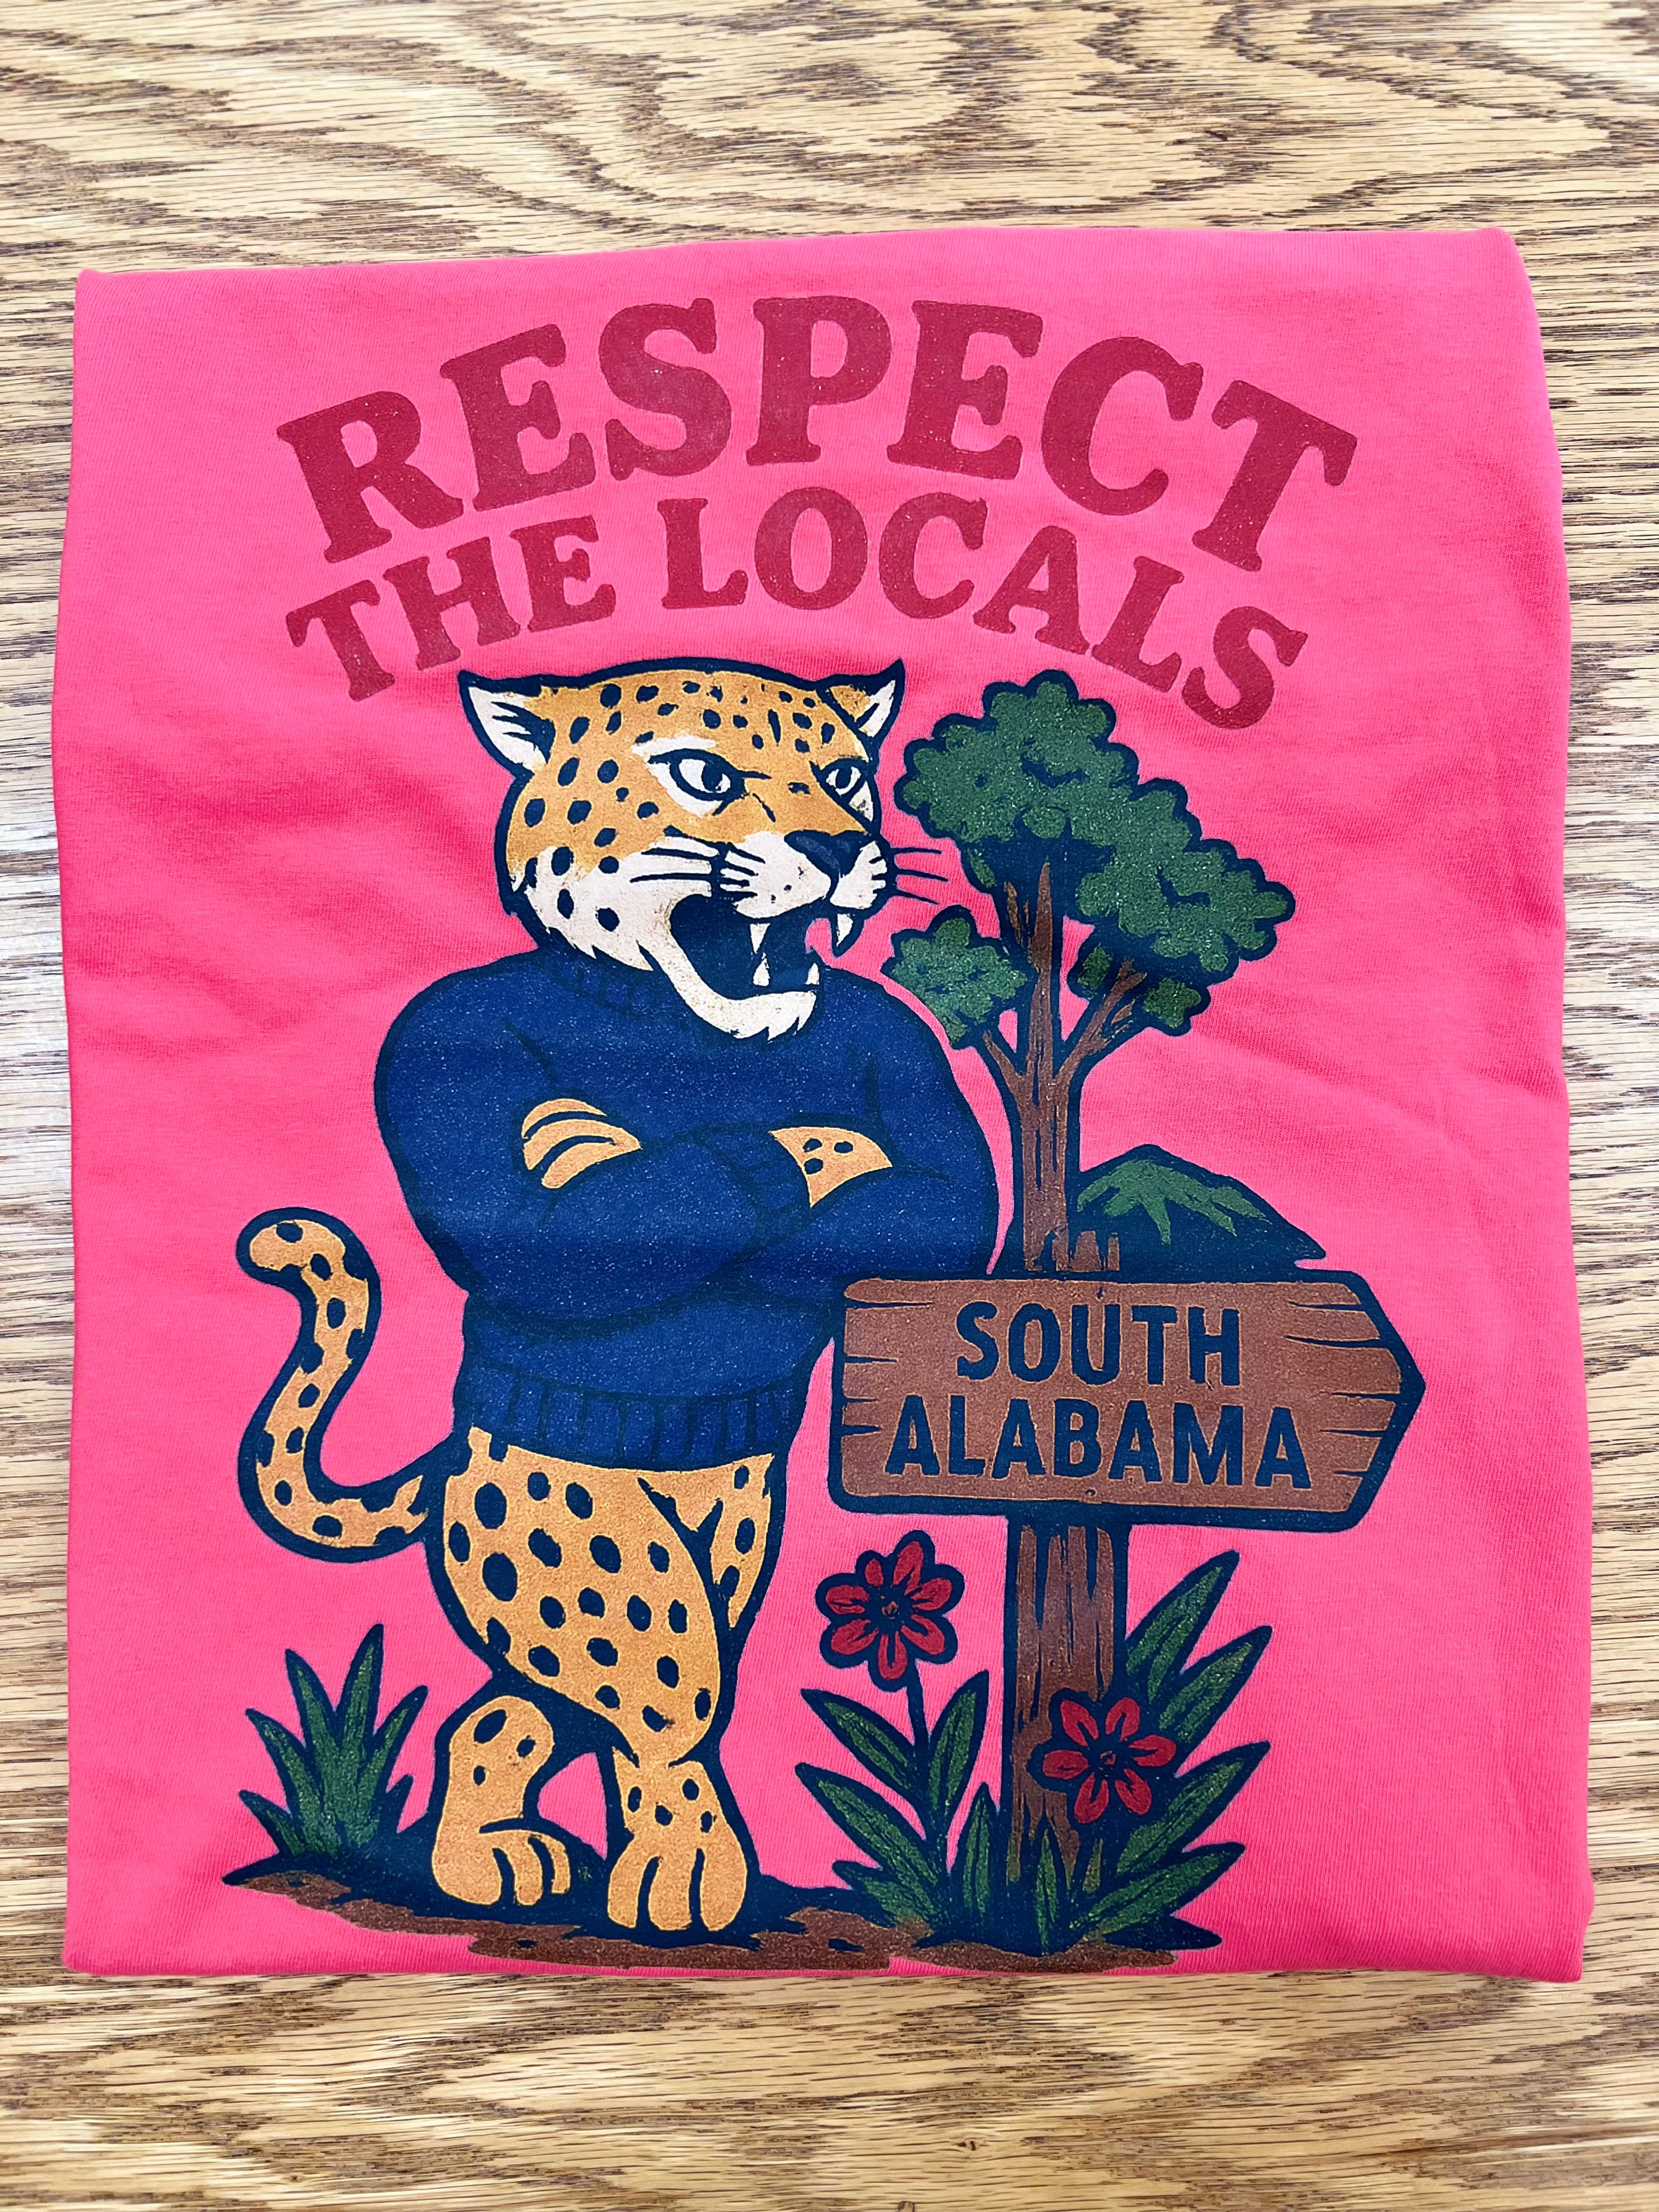 RESPECT
THE LOCALS
SOUTH
ALABAMA